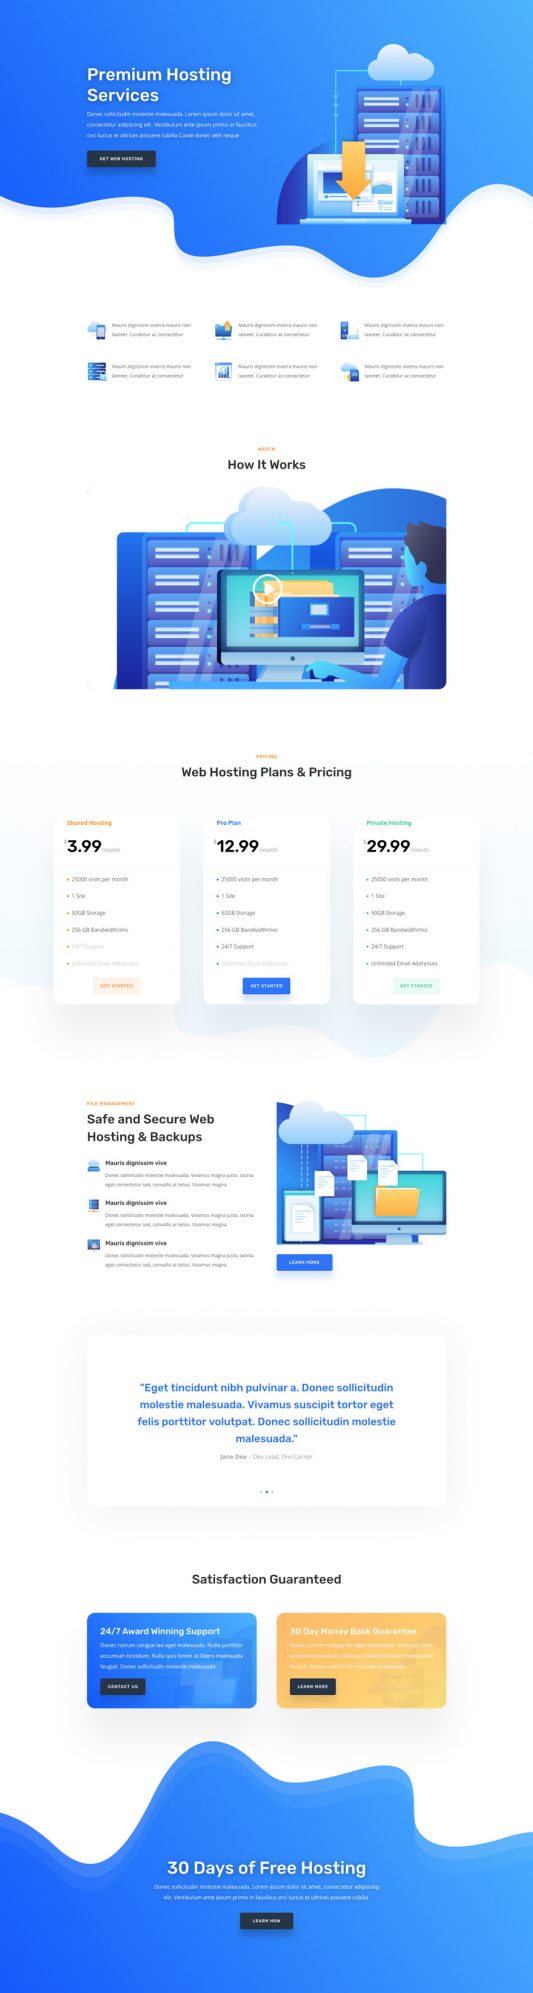 Premium Hosting
Services
Donec sollicitudin molestie malesuada. Lorem ipsum dolor sit amet,
consectetur adipiscing elit. Vestibulum ante ipsum primis in faucibus
orci luctus et ultrices posuere cubilia Curae donec velit neque
GET WEB HOSTING
Mauris dignissim viverra mauris non
laoreet. Curabitur ac consectetur
Mauris dignissim viverra mauris non
laoreet. Curabitur ac consectetur
Mauris dignissim viverra mauris non
laoreet. Curabitur ac consectetur
Mauris dignissim viverra mauris non
laoreet. Curabitur ac consectetur
Mauris dignissim viverra mauris non
laoreet. Curabitur ac consectetur
Mauris dignissim viverra mauris non
laoreet. Curabitur ac consectetur
WATCH
How It Works
PRICING
Web Hosting Plans & Pricing
Shared Hosting
$3.99/month
25000 visits per month
1 Site
50GB Storage
256 GB Bandwidth/mo
24/7 Support
Unlimited Email Addresses
GET STARTED
Pro Plan
$12.99/month
25000 visits per month
1 Site
50GB Storage
256 GB Bandwidth/mo
24/7 Support
Unlimited Email Addresses
GET STARTED
Private Hosting
$29.99/month
25000 visits per month
1 Site
50GB Storage
256 GB Bandwidth/mo
24/7 Support
Unlimited Email Addresses
GET STARTED
FILE MANAGEMENT
Safe and Secure Web
Hosting & Backups
Mauris dignissim vive
Donec sollicitudin molestie malesuada. Vivamus magna justo, lacinia
eget consectetur sed, convallis at tellus. Vivamus magna
Mauris dignissim vive
Donec sollicitudin molestie malesuada. Vivamus magna justo, lacinia
eget consectetur sed, convallis at tellus. Vivamus magna
Mauris dignissim vive
Donec sollicitudin molestie malesuada. Vivamus magna justo, lacinia
eget consectetur sed, convallis at tellus. Vivamus magna
LEARN MORE
"Eget tincidunt nibh pulvinar a. Donec sollicitudin
molestie malesuada. Vivamus suscipit tortor eget
felis porttitor volutpat. Donec sollicitudin molestie
malesuada."
Jane Doe – Dev Lead, Divi Corner
Satisfaction Guaranteed
24/7 Award Winning Support
Donec rutrum congue leo eget malesuada. Nulla porttitor
accumsan tincidunt. Nulla quis lorem ut libero malesuada
feugiat. Donec sollicitudin molestie malesuada.
CONTACT US
30 Day Money Back Guarantee
Donec rutrum congue leo eget malesuada. Nulla porttitor
accumsan tincidunt. Nulla quis lorem ut libero malesuada
feugiat. Donec sollicitudin molestie malesuada.
LEARN MORE
30 Days of Free Hosting
Donec sollicitudin molestie malesuada. Lorem ipsum dolor sit amet, consectetur adipiscing
elit. Vestibulum ante ipsum primis in faucibus orci luctus et ultrices posuere cubilia
LEARN HOW